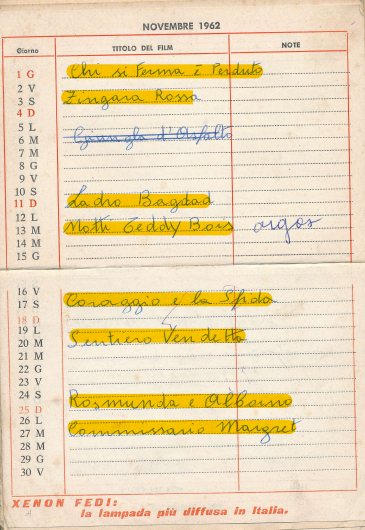 NOVEMBRE 1962
Giorno TITOLO DEL FILM NOTE
1 G Chi si Ferma è Perduto
2 V
3 S Zingara Rossa
4 D
5 L
6 M Giungla d'Asfalto
7 M
8 G
9 V
10 S
11 D Ladro Bagdad
12 L
13 M Notti Teddy Bois argos
14 M
15 G
16 V
17 S Coraggio e la Sfida
18 D
19 L
20 M Sentiero Vendetta
21 M
22 G
23 V
24 S Rosmunda e Alboino
25 D
26 L
27 M Commissario Maigret
28 M
29 G
30 V
XENON FEDI:
la lampada più diffusa in Italia.